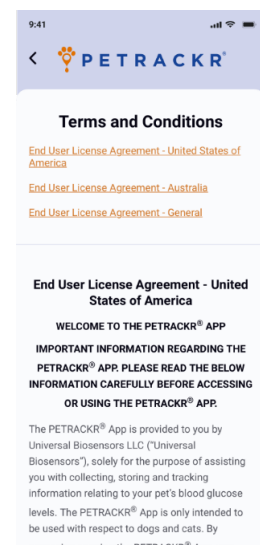 9:41
PETRACKR®
Terms and Conditions
End User License Agreement - United States of
America
End User License Agreement - Australia
End User License Agreement - General
End User License Agreement - United
States of America
WELCOME TO THE PETRACKR® APP
IMPORTANT INFORMATION REGARDING THE
PETRACKR® APP. PLEASE READ THE BELOW
INFORMATION CAREFULLY BEFORE ACCESSING
OR USING THE PETRACKR® APP.
The PETRACKR® App is provided to you by
Universal Biosensors LLC (“Universal
Biosensors”), solely for the purpose of assisting
you with collecting, storing and tracking
information relating to your pet's blood glucose
levels. The PETRACKR® App is only intended to
be used with respect to dogs and cats. By